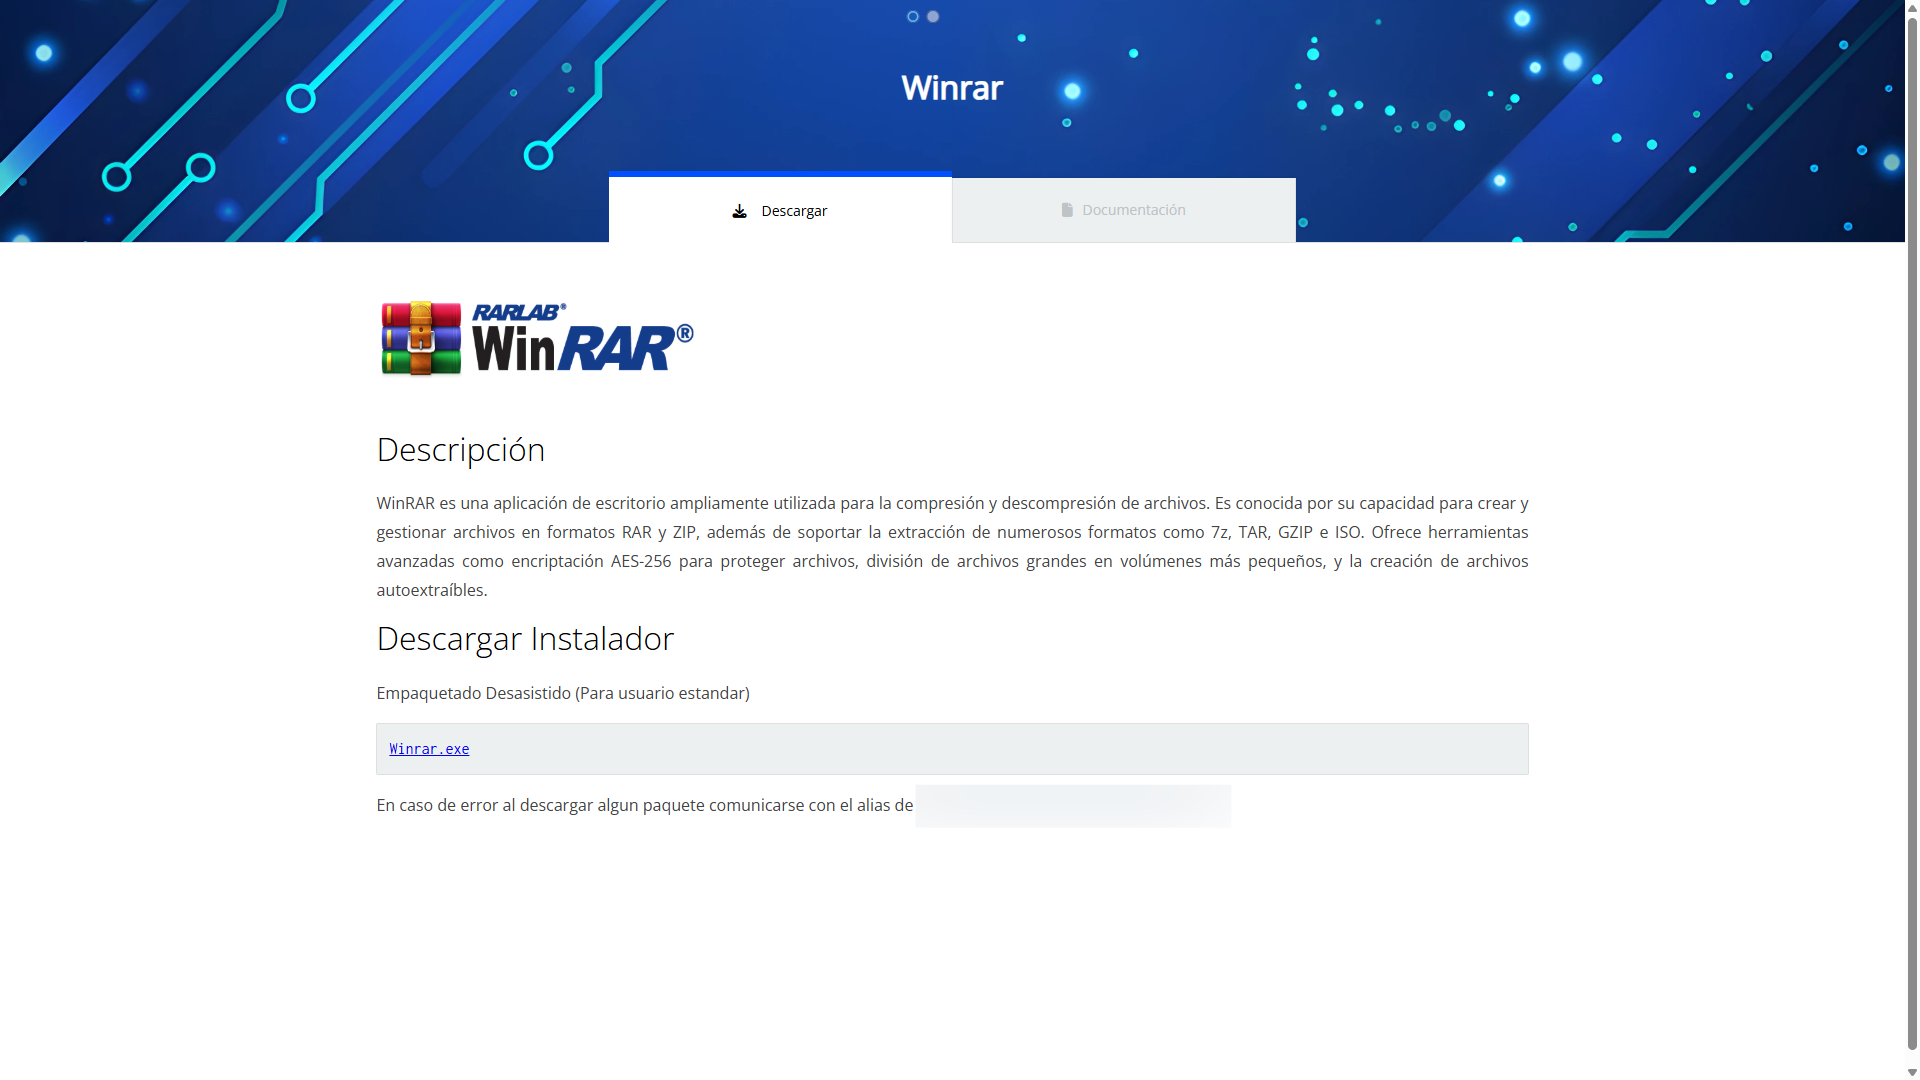 Winrar
Descargar
Documentación
RARLAB®
WinRAR®
Descripción
WinRAR es una aplicación de escritorio ampliamente utilizada para la compresión y descompresión de archivos. Es conocida por su capacidad para crear y
gestionar archivos en formatos RAR y ZIP, además de soportar la extracción de numerosos formatos como 7z, TAR, GZIP e ISO. Ofrece herramientas
avanzadas como encriptación AES-256 para proteger archivos, división de archivos grandes en volúmenes más pequeños, y la creación de archivos
autoextraíbles.
Descargar Instalador
Empaquetado Desasistido (Para usuario estandar)
Winrar.exe
En caso de error al descargar algun paquete comunicarse con el alias de